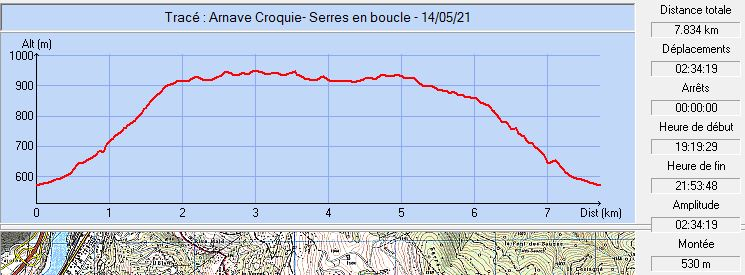 Tracé : Arnave Croquie- Serres en boucle - 14/05/21
Alt (m)
1000
900
800
700
600
0 1 2 3 4 5 6 7 Dist (km)
Distance totale
7.834 km
Déplacements
02:34:19
Arrêts
00:00:00
Heure de début
19:19:29
Heure de fin
21:53:48
Amplitude
02:34:19
Montée
530 m